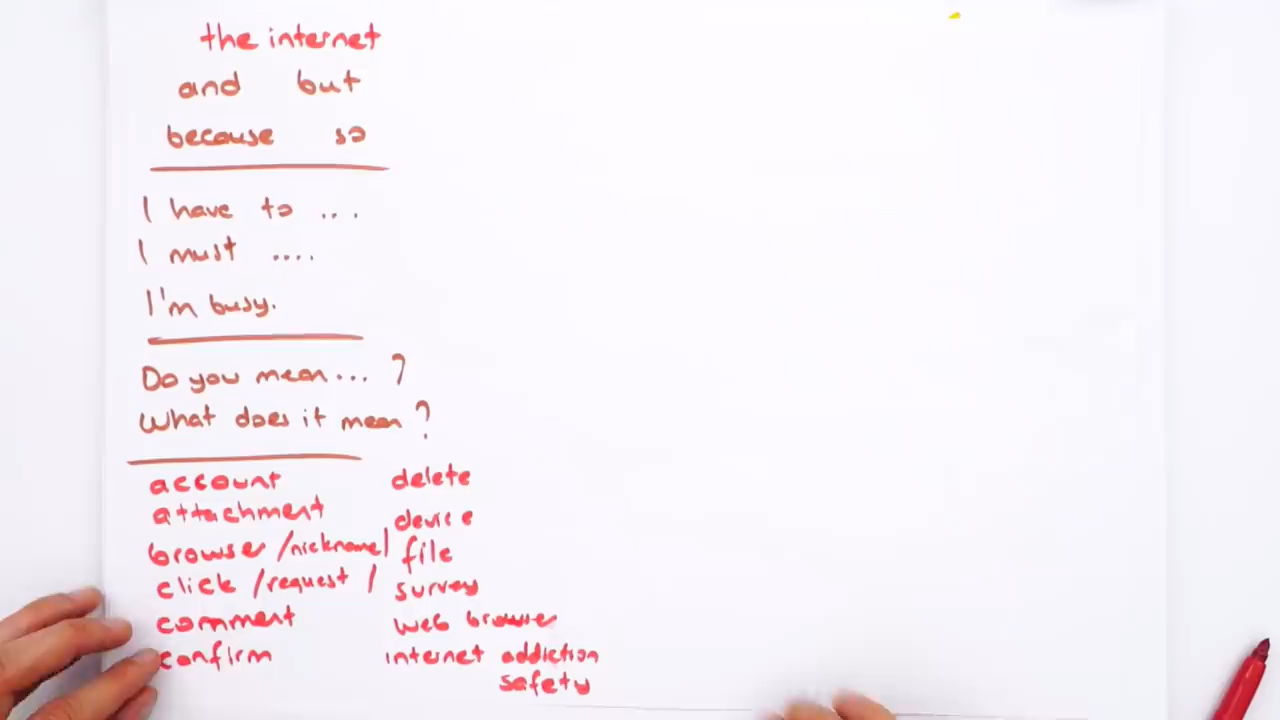 the internet
and but
because so
I have to ...
I must ....
I'm busy.
Do you mean... ?
What does it mean ?
account delete
attachment device
browser /nickname/ file
click /request / survey
comment web browser
confirm internet addiction
safety